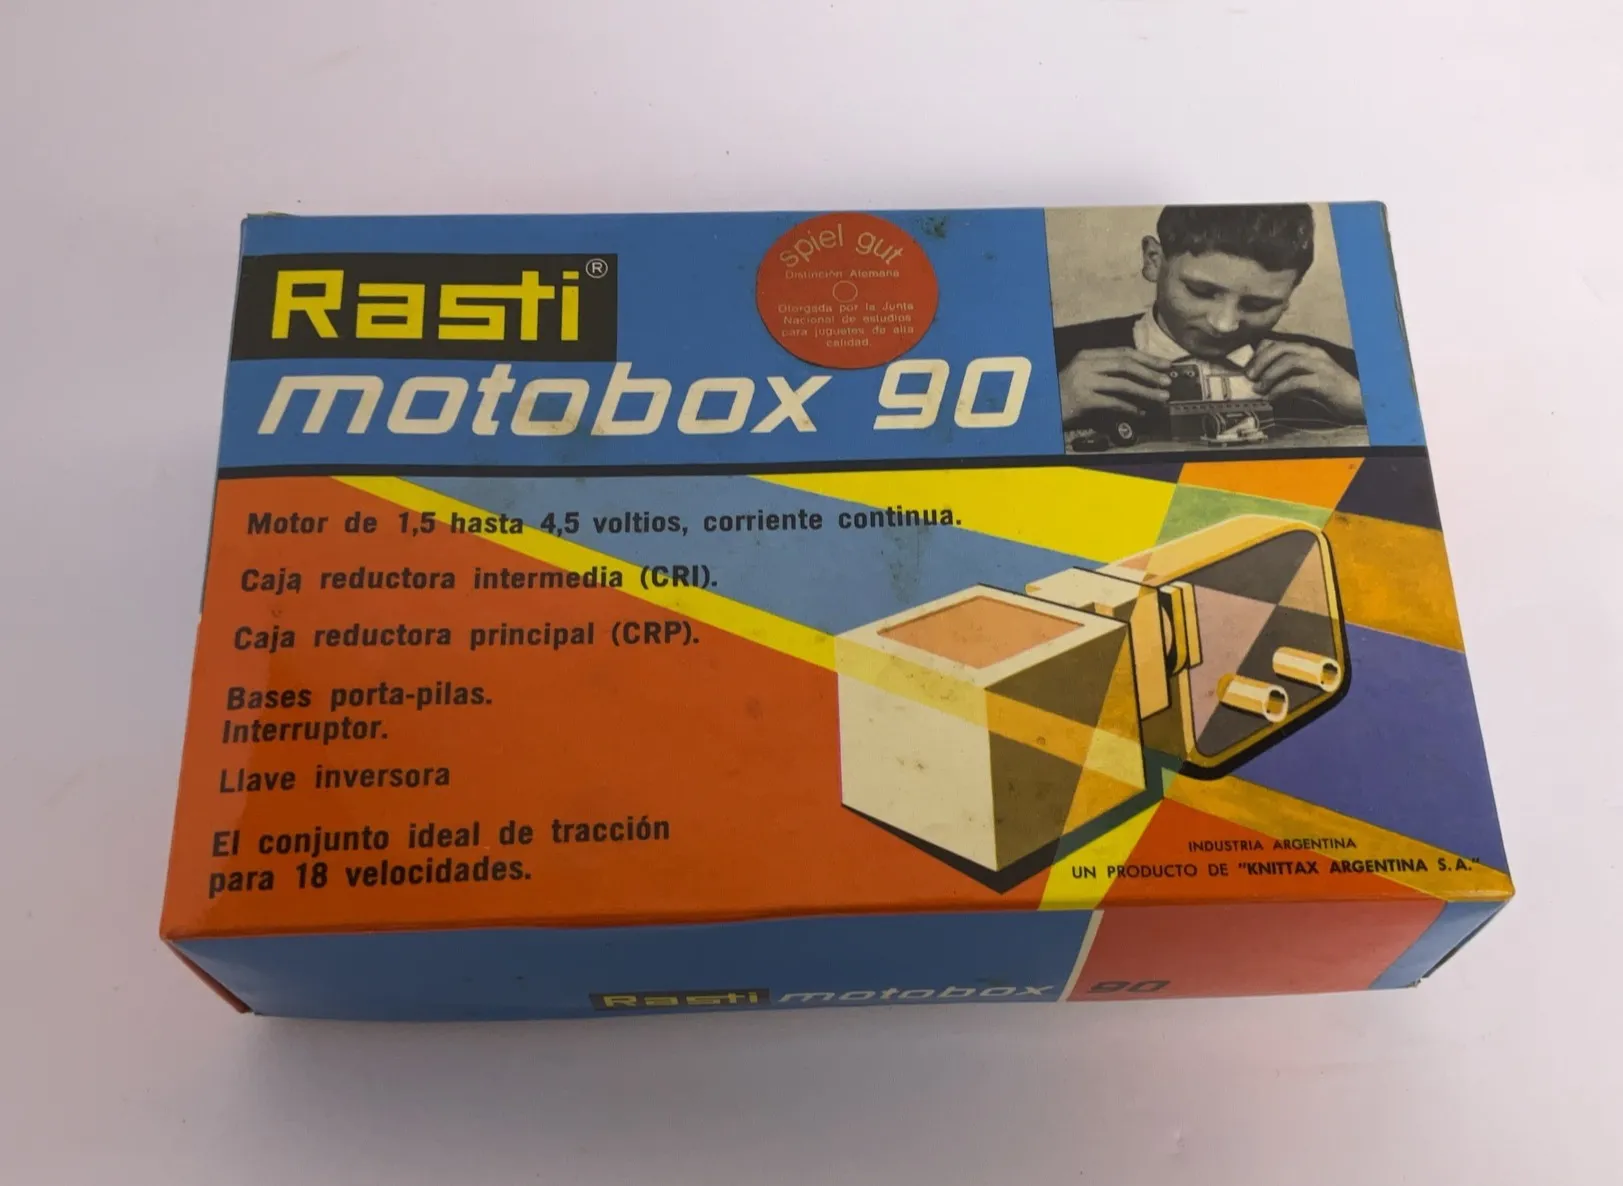 Rasti®
motobox 90
spiel gut
Distinción Alemana
Otorgada por la Junta
Nacional de estudios
para juguetes de alta
calidad.
Motor de 1,5 hasta 4,5 voltios, corriente continua.
Caja reductora intermedia (CRI).
Caja reductora principal (CRP).
Bases porta-pilas.
Interruptor.
Llave inversora
El conjunto ideal de tracción
para 18 velocidades.
INDUSTRIA ARGENTINA
UN PRODUCTO DE "KNITTAX ARGENTINA S.A."
Rasti motobox 90